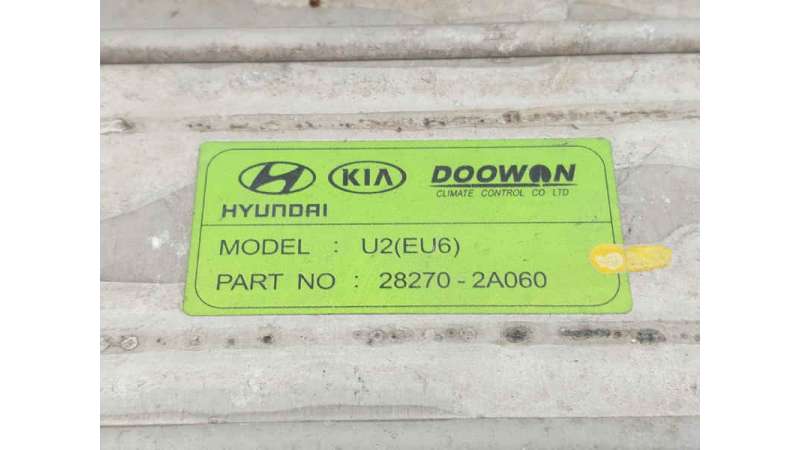 HYUNDAI
KIA
DOOWON
CLIMATE CONTROL CO LTD
MODEL : U2(EU6)
PART NO : 28270 - 2A060